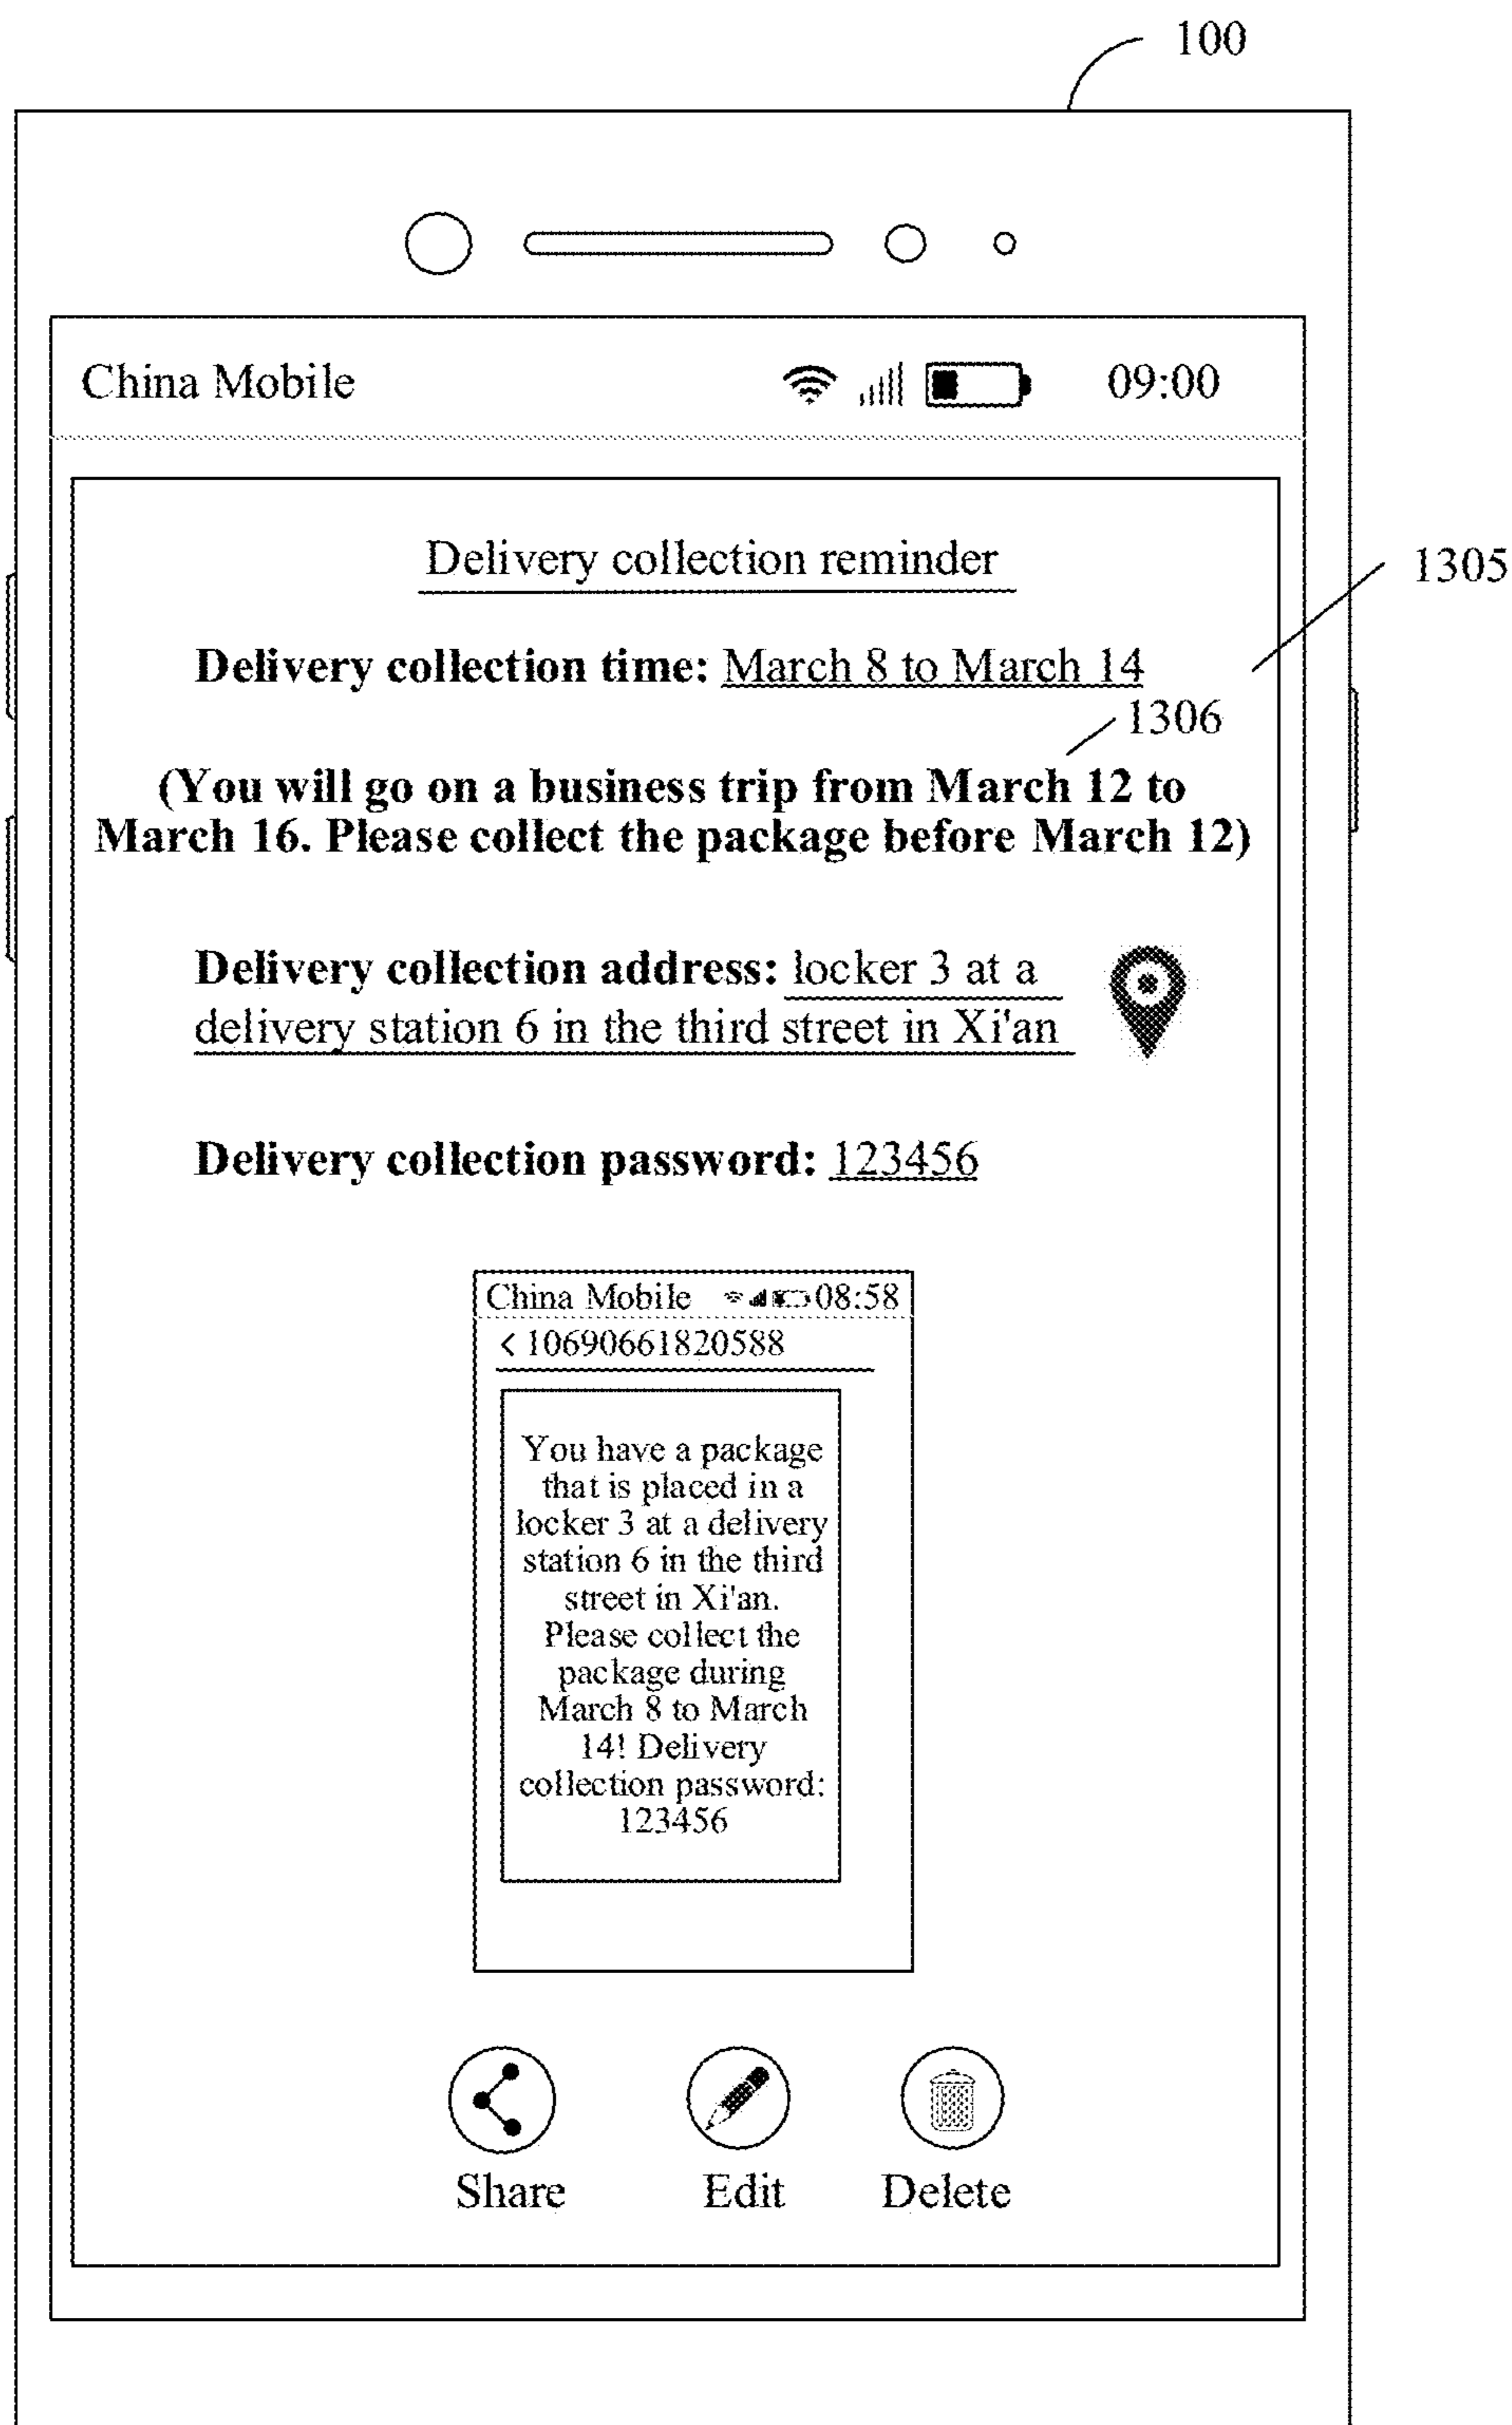 100
China Mobile 09:00
Delivery collection reminder
1305
Delivery collection time: March 8 to March 14
1306
(You will go on a business trip from March 12 to
March 16. Please collect the package before March 12)
Delivery collection address: locker 3 at a
delivery station 6 in the third street in Xi'an
Delivery collection password: 123456
China Mobile 08:58
< 10690661820588
You have a package
that is placed in a
locker 3 at a delivery
station 6 in the third
street in Xi'an.
Please collect the
package during
March 8 to March
14! Delivery
collection password:
123456
Share Edit Delete